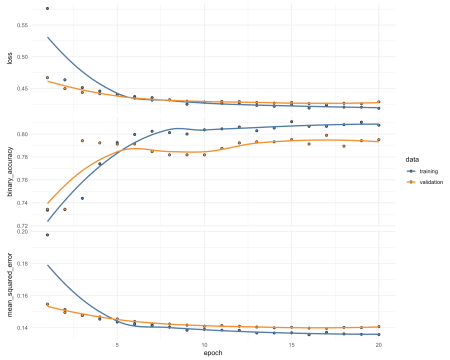 loss
0.55
0.50
0.45
binary_accuracy
0.80
0.78
0.76
0.74
0.72
mean_squared_error
0.20
0.18
0.16
0.14
5
10
15
20
epoch
data
training
validation